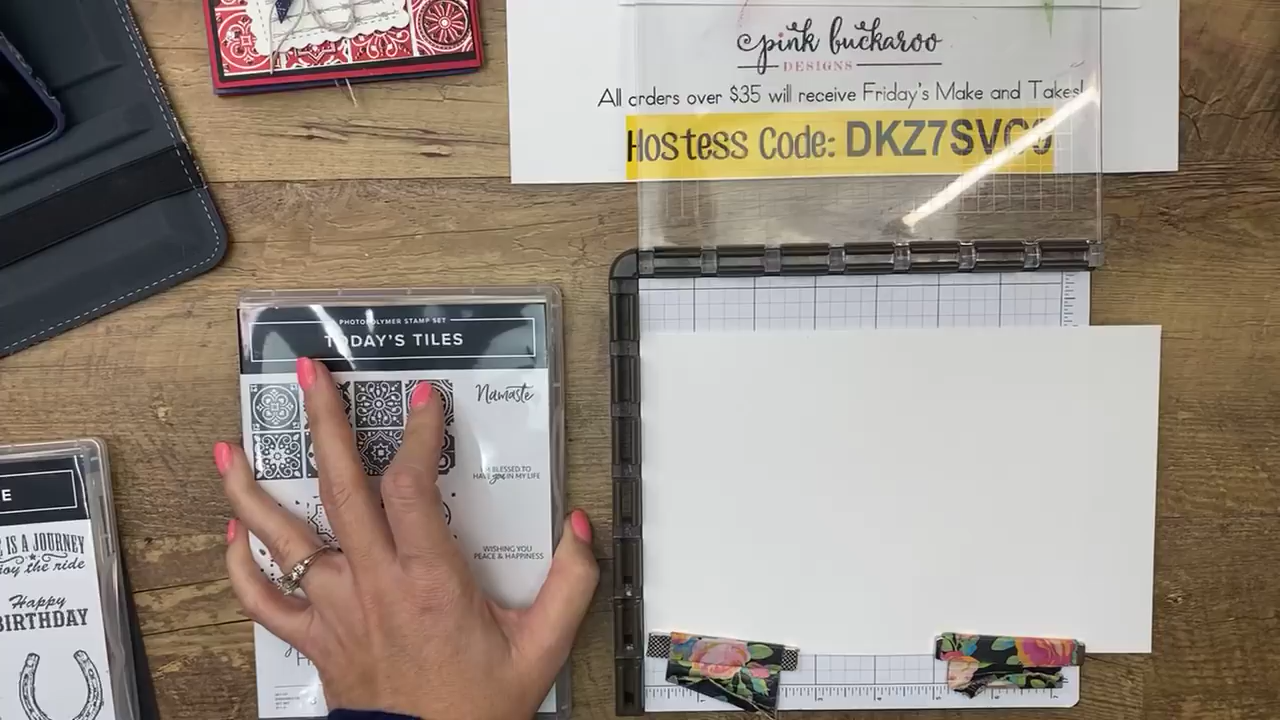 pink buckaroo
DESIGNS
All orders over $35 will receive Friday's Make and Takes!
Hostess Code:
PHOTOPOLYMER STAMP SET
TODAY'S TILES
Namaste
BLESSED TO
HAVE you IN MY LIFE
WISHING YOU
PEACE & HAPPINESS
E
IS A JOURNEY
the ride
Happy
BIRTHDAY